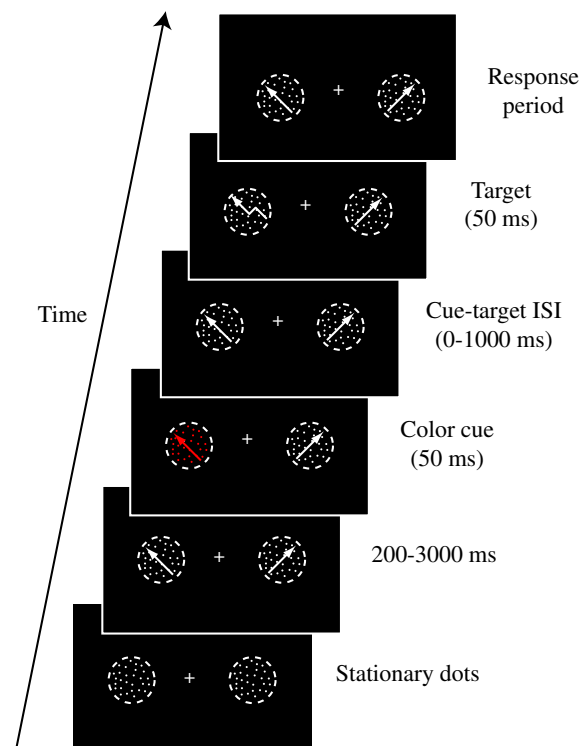 Response
period
Target
(50 ms)
Time
Cue-target ISI
(0-1000 ms)
Color cue
(50 ms)
200-3000 ms
Stationary dots